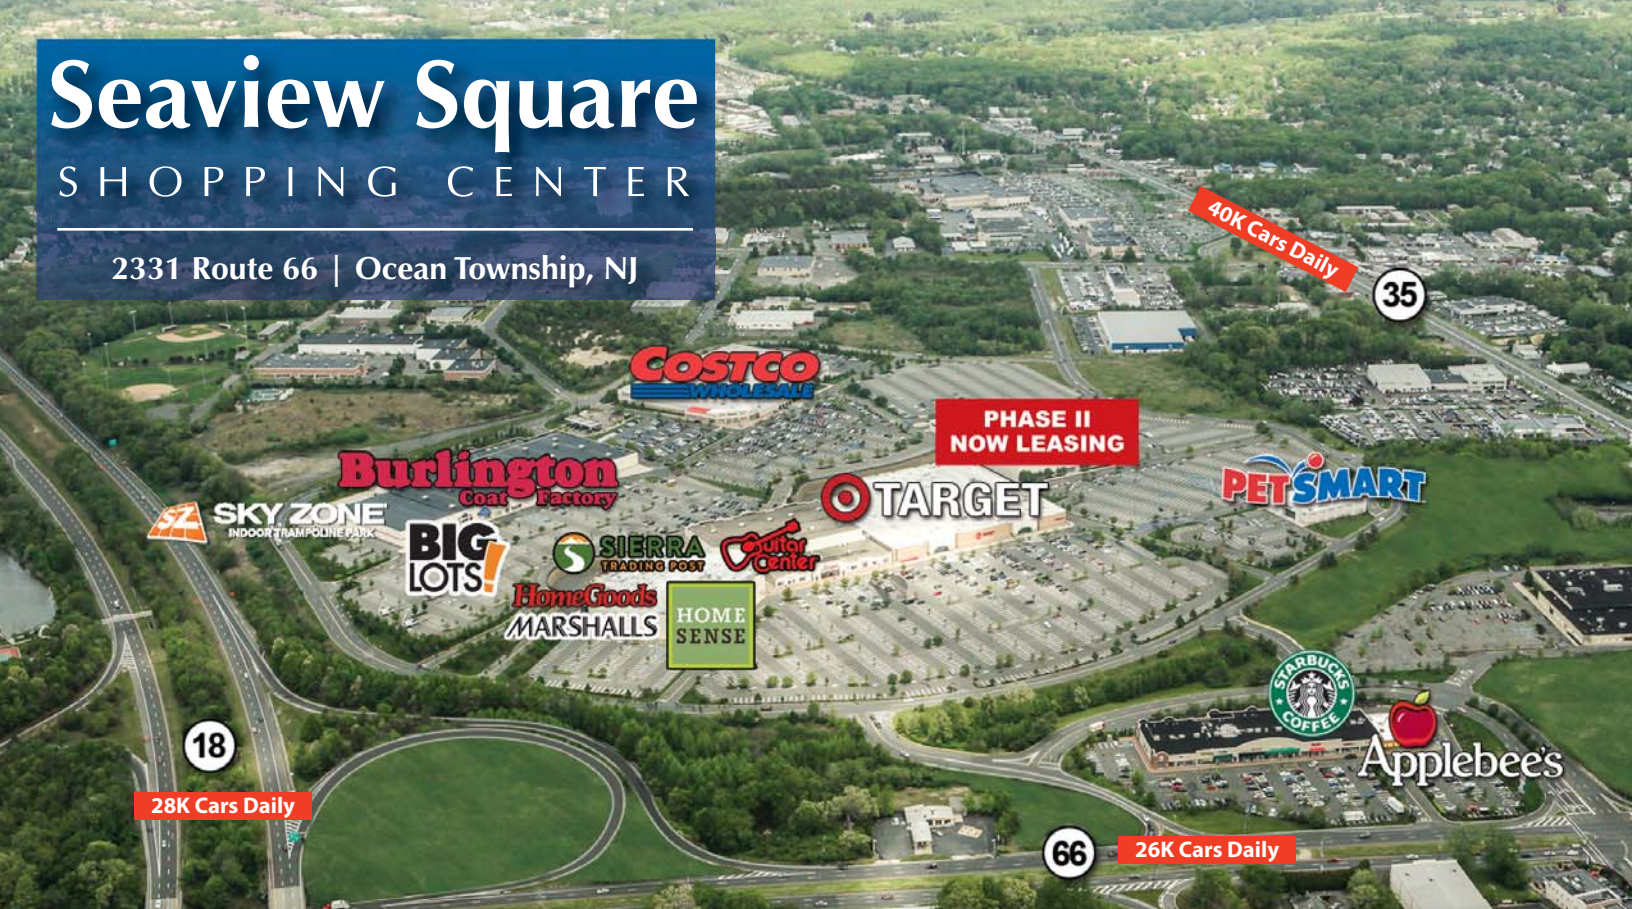 Seaview Square
SHOPPING CENTER
2331 Route 66 | Ocean Township, NJ
40K Cars Daily
35
COSTCO
WHOLESALE
PHASE II
NOW LEASING
Burlington
Coat Factory
TARGET
PETSMART
SZ SKY ZONE
INDOOR TRAMPOLINE PARK
BIG
LOTS!
S SIERRA
TRADING POST
Guitar
Center
HomeGoods
MARSHALLS
HOME
SENSE
STARBUCKS
COFFEE
Applebee's
18
28K Cars Daily
66
26K Cars Daily